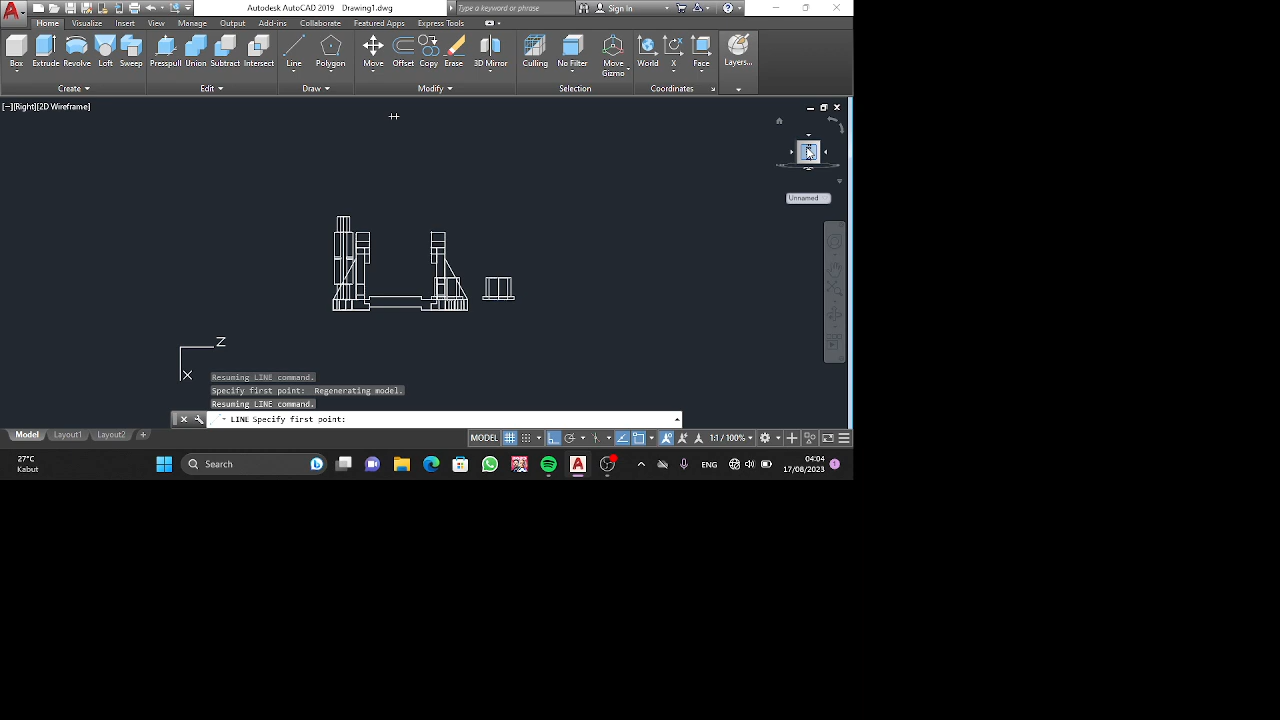 Autodesk AutoCAD 2019 Drawing1.dwg
Type a keyword or phrase
Sign In
Home Visualize Insert View Manage Output Add-ins Collaborate Featured Apps Express Tools
Box Extrude Revolve Loft Sweep Presspull Union Subtract Intersect Line Polygon Move Offset Copy Erase 3D Mirror Culling No Filter Move Gizmo World X Face Layers...
Create Edit Draw Modify Selection Coordinates
[−][Right][2D Wireframe]
Unnamed
Z
X
Resuming LINE command.
Specify first point: Regenerating model.
Resuming LINE command.
LINE Specify first point:
Model Layout1 Layout2 +
MODEL 1:1 / 100%
27°C
Kabut
Search
ENG
04:04
17/08/2023
1